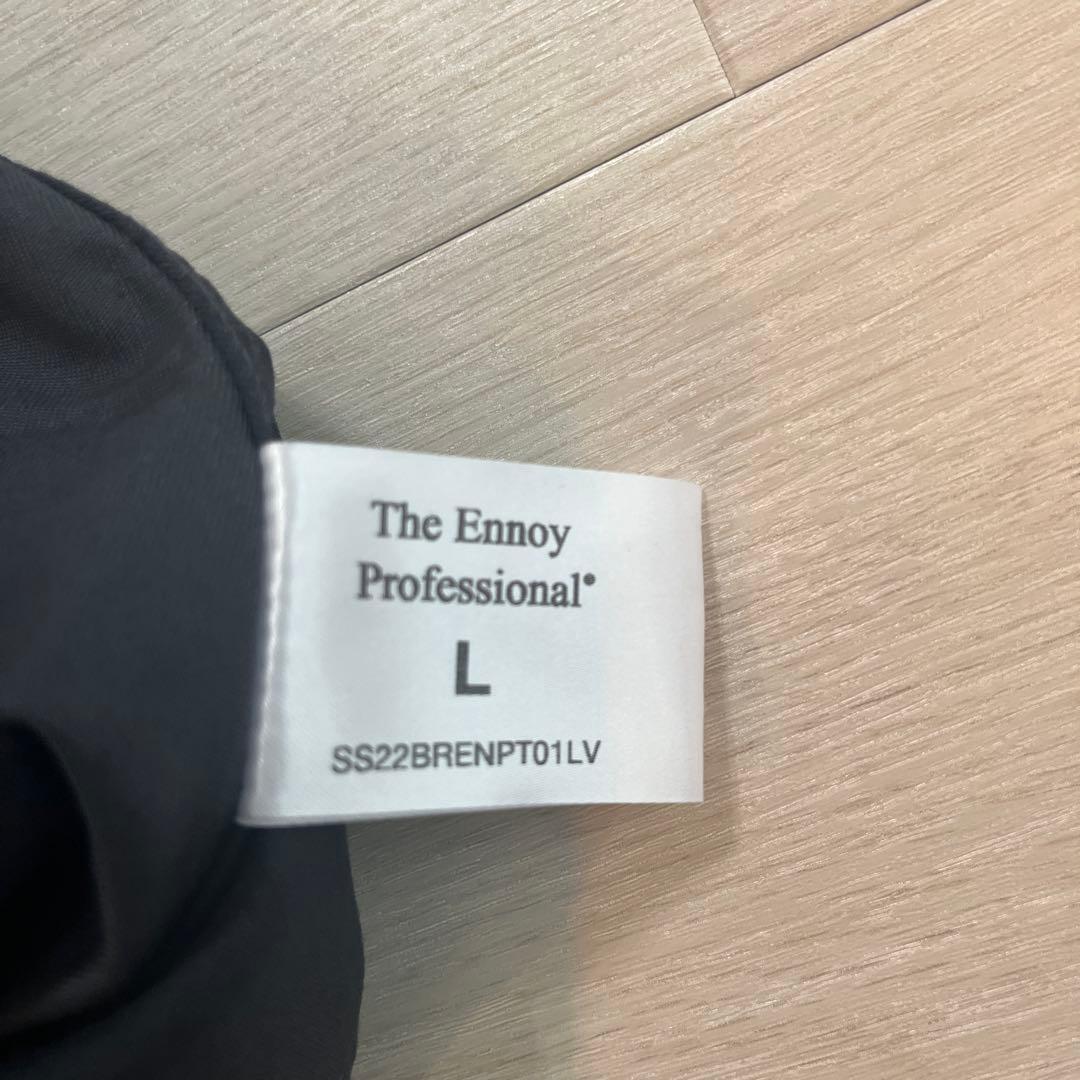 The Ennoy
Professional®
L
SS22BRENPT01LV